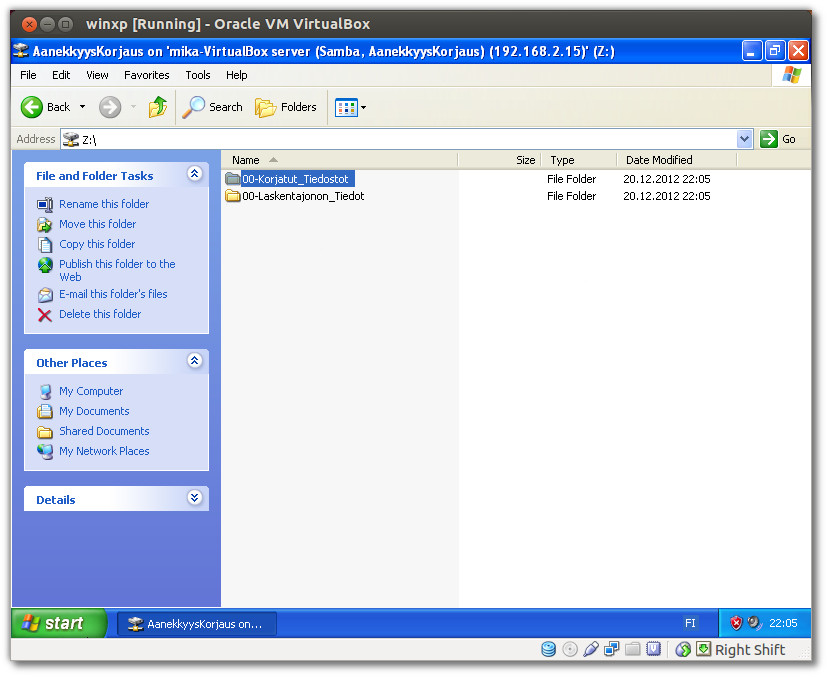 winxp [Running] - Oracle VM VirtualBox
AanekkyysKorjaus on 'mika-VirtualBox server (Samba, AanekkyysKorjaus) (192.168.2.15)' (Z:)
File Edit View Favorites Tools Help
Back Search Folders
Address Z:\ Go
Name Size Type Date Modified
00-Korjatut_Tiedostot File Folder 20.12.2012 22:05
00-Laskentajonon_Tiedot File Folder 20.12.2012 22:05
File and Folder Tasks
Rename this folder
Move this folder
Copy this folder
Publish this folder to the
Web
E-mail this folder's files
Delete this folder
Other Places
My Computer
My Documents
Shared Documents
My Network Places
Details
start AanekkyysKorjaus on... FI 22:05
Right Shift